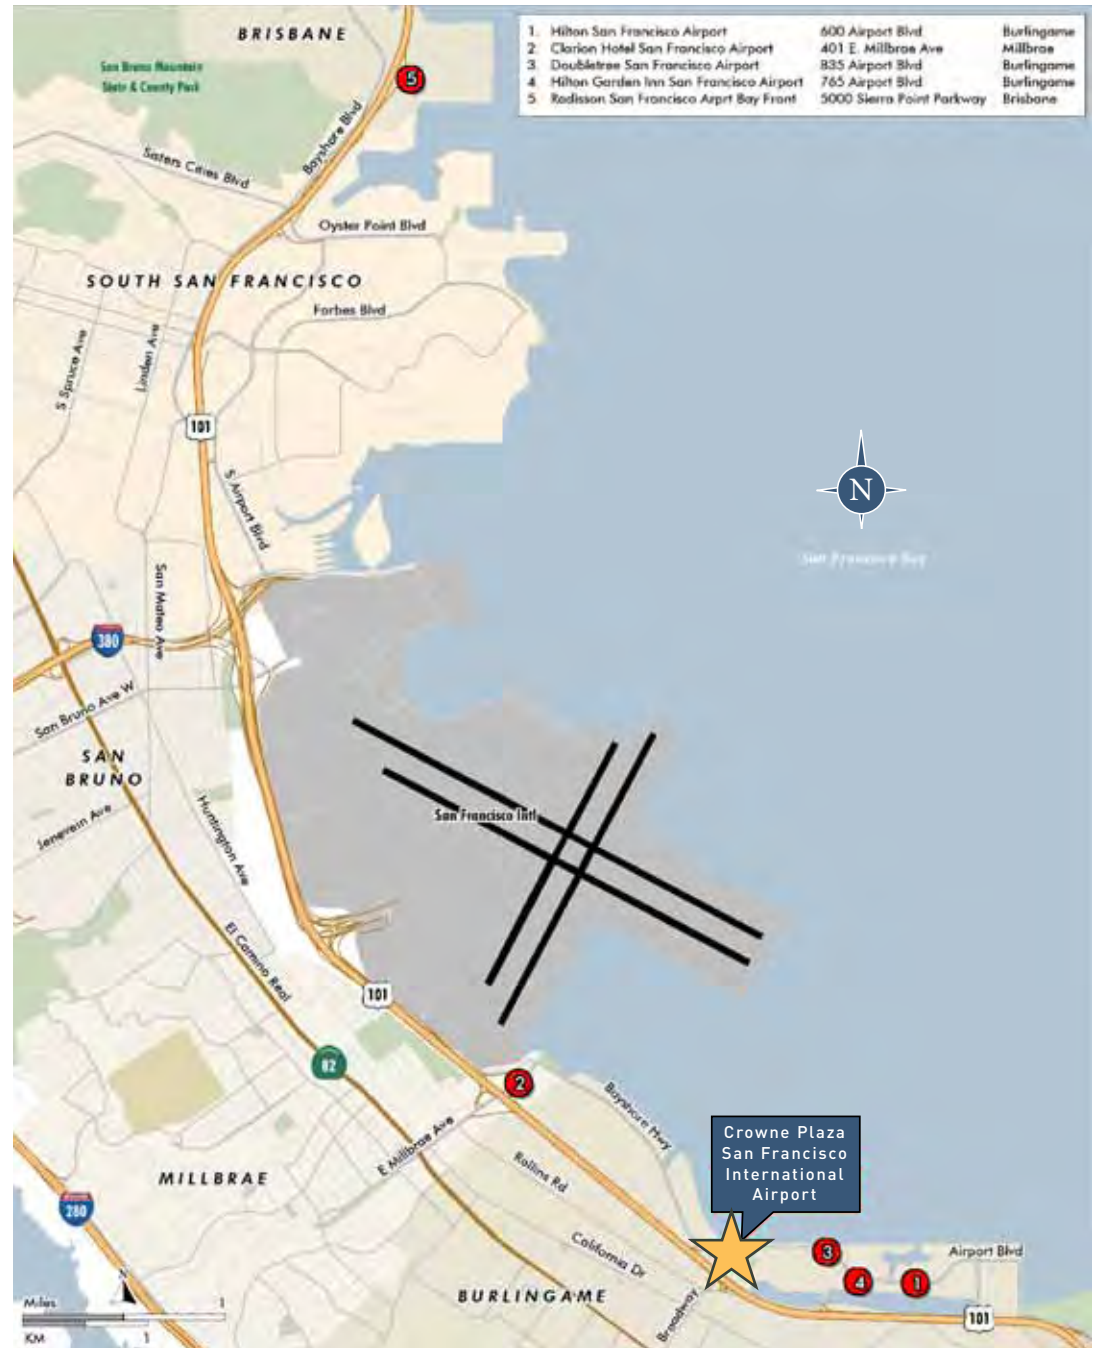 1. Hilton San Francisco Airport 600 Airport Blvd Burlingame
2 Clarion Hotel San Francisco Airport 401 E. Millbrae Ave Millbrae
3 Doubletree San Francisco Airport 835 Airport Blvd Burlingame
4 Hilton Garden Inn San Francisco Airport 765 Airport Blvd Burlingame
5 Radisson San Francisco Arprt Bay Front 5000 Sierra Point Parkway Brisbane
BRISBANE
San Bruno Mountain
State & County Park
5
Bayshore Blvd
Sisters Cities Blvd
Oyster Point Blvd
SOUTH SAN FRANCISCO
Forbes Blvd
S Spruce Ave
Linden Ave
101
S Airport Blvd
N
San Francisco Bay
San Mateo Ave
380
San Bruno Ave W
SAN
BRUNO
Jenevein Ave
Huntington Ave
San Francisco Intl
El Camino Real
101
82
2
E Millbrae Ave
Bayshore Hwy
Rollins Rd
MILLBRAE
280
Crowne Plaza
San Francisco
International
Airport
California Dr
3
Airport Blvd
4
1
BURLINGAME
Broadway
101
N
Miles 1
KM 1